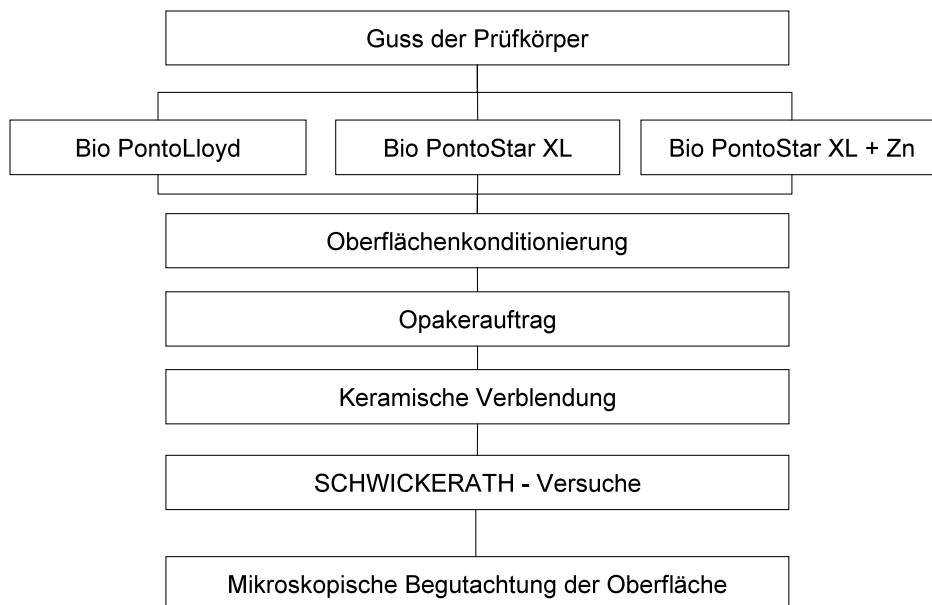 Guss der Prüfkörper
Bio PontoLloyd
Bio PontoStar XL
Bio PontoStar XL + Zn
Oberflächenkonditionierung
Opakerauftrag
Keramische Verblendung
SCHWICKERATH - Versuche
Mikroskopische Begutachtung der Oberfläche